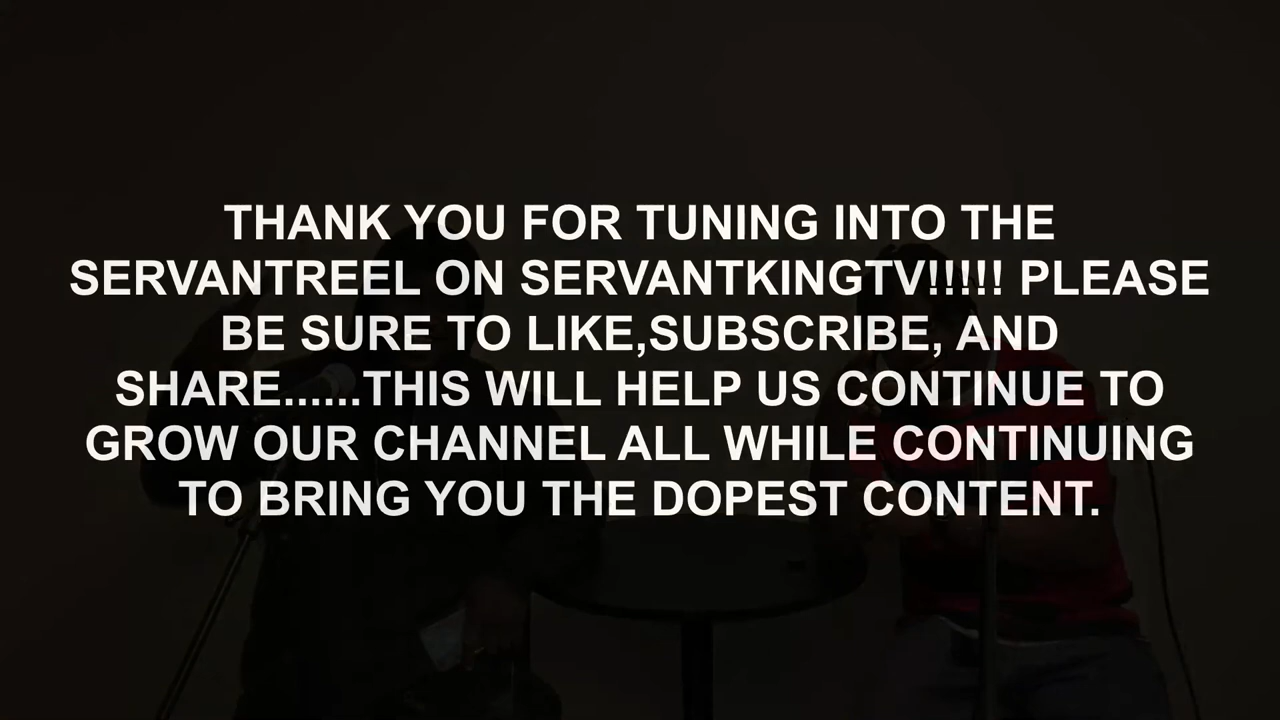 THANK YOU FOR TUNING INTO THE
SERVANTREEL ON SERVANTKINGTV!!!!! PLEASE
BE SURE TO LIKE,SUBSCRIBE, AND
SHARE......THIS WILL HELP US CONTINUE TO
GROW OUR CHANNEL ALL WHILE CONTINUING
TO BRING YOU THE DOPEST CONTENT.